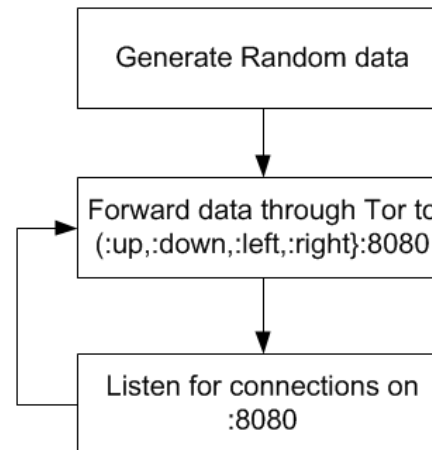 Generate Random data
Forward data through Tor to
(:up,:down,:left,:right}:8080
Listen for connections on
:8080